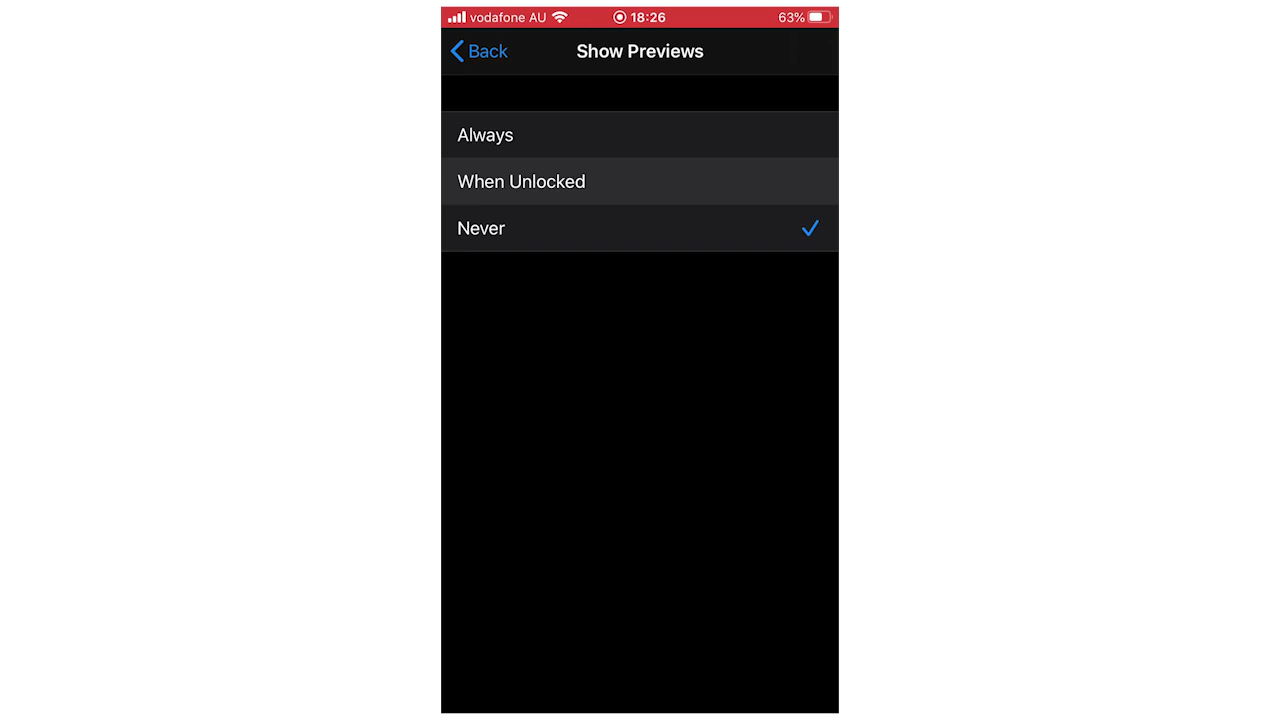 vodafone AU 18:26 63%
Back Show Previews
Always
When Unlocked
Never